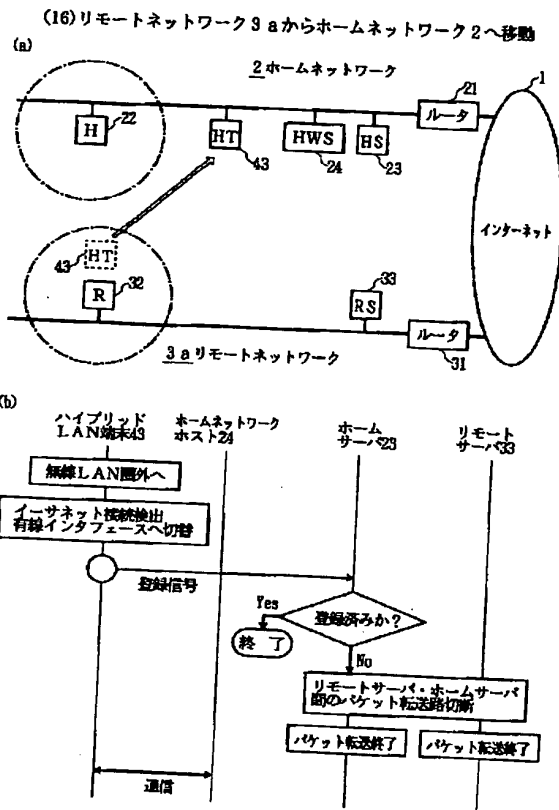 (16)リモートネットワーク3aからホームネットワーク2へ移動
(a)
2ホームネットワーク
21
1
ルータ
H
22
HT
43
HWS
24
HS
23
インターネット
HT
43
R
32
33
RS
ルータ
31
3aリモートネットワーク
(b)
ハイブリッド
LAN端末43
ホームネットワーク
ホスト24
ホーム
サーバ23
リモート
サーバ33
無線LAN圏外へ
イーサネット接続検出
有線インタフェースへ切替
登録信号
Yes
登録済みか?
終 了
No
リモートサーバ・ホームサーバ
間のパケット転送路切断
パケット転送終了
パケット転送終了
通信